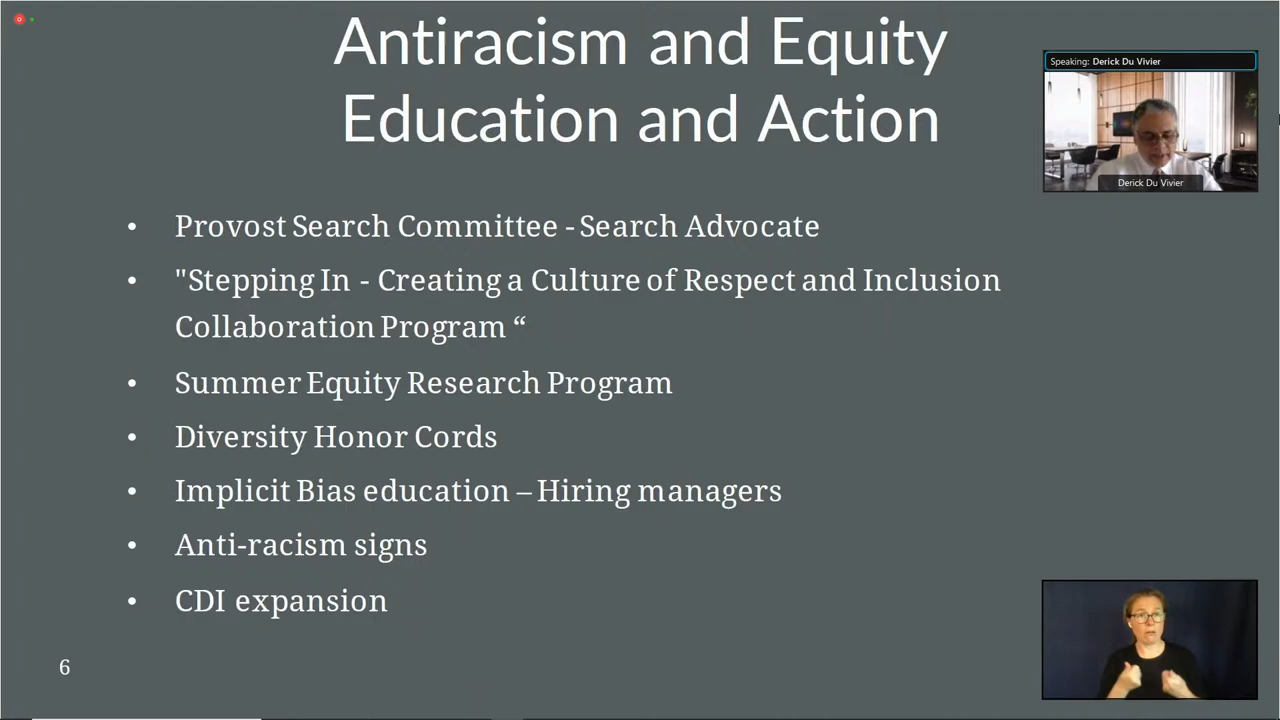 Antiracism and Equity
Education and Action
Speaking: Derick Du Vivier
Derick Du Vivier
• Provost Search Committee - Search Advocate
• "Stepping In - Creating a Culture of Respect and Inclusion
Collaboration Program “
• Summer Equity Research Program
• Diversity Honor Cords
• Implicit Bias education – Hiring managers
• Anti-racism signs
• CDI expansion
6